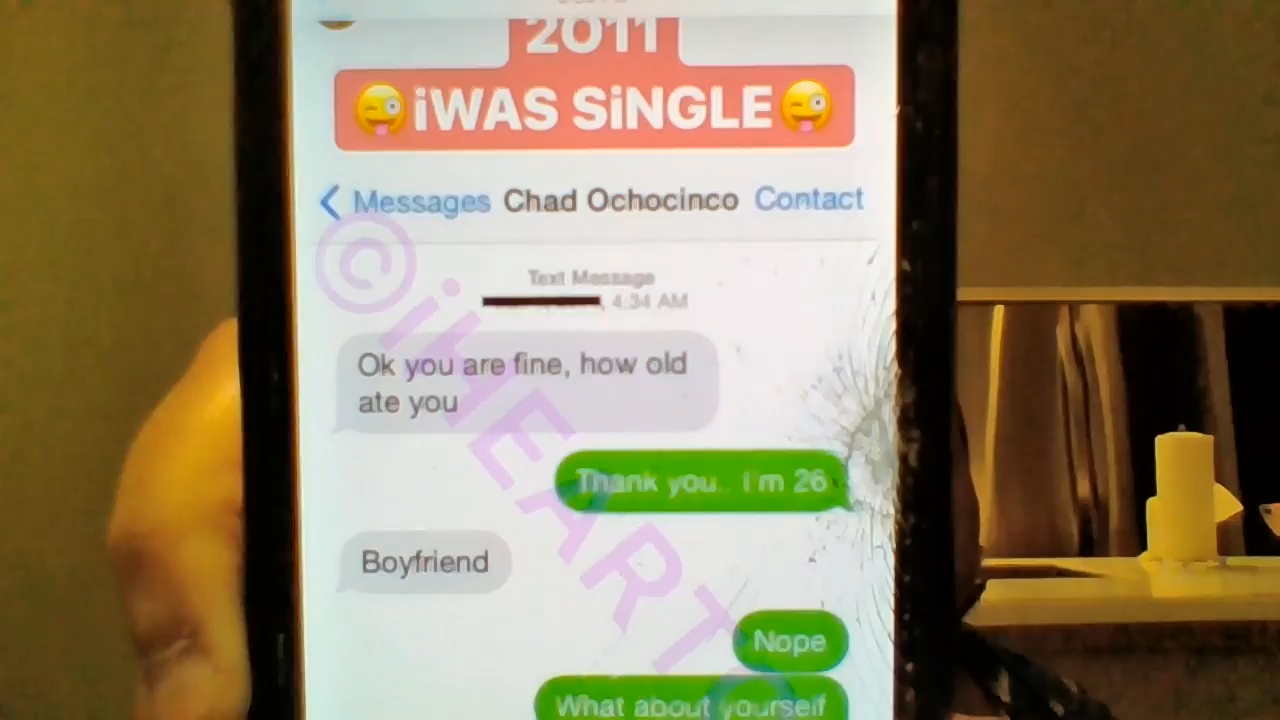 2011
😜iWAS SiNGLE😜
Messages Chad Ochocinco Contact
Text Message
, 4:34 AM
Ok you are fine, how old
ate you
Thank you.. I'm 26
Boyfriend
Nope
What about yourself
©iHEARTC